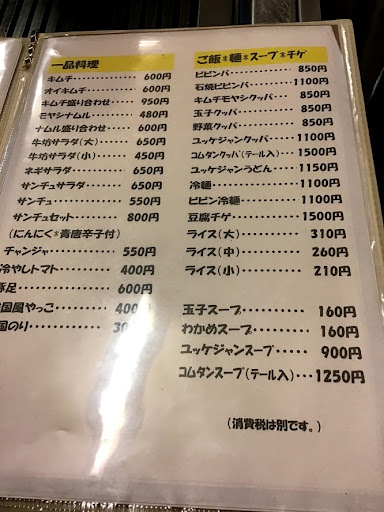 一品料理
キムチ・・・・・・・・・・・600円
オイキムチ・・・・・・・・600円
キムチ盛り合わせ・・・・950円
モヤシナムル・・・・・・・480円
ナムル盛り合わせ・・・・600円
牛坊サラダ(大)・・・・・650円
牛坊サラダ(小)・・・・・450円
ネギサラダ・・・・・・・・650円
サンチュサラダ・・・・・650円
サンチュ・・・・・・・・・・550円
サンチュセット・・・・・・800円
(にんにく*青唐辛子付)
チャンジャ・・・・・・・・550円
冷やしトマト・・・・・・400円
豚足・・・・・・・・・・600円
国風やっこ・・・・・・・400
国のり・・・・・・・・・30
ご飯*麺*スープ*チゲ
ビビンバ・・・・・・・・・・850円
石焼ビビンバ・・・・・・1100円
キムチモヤシクッパ・・・850円
玉子クッパ・・・・・・・・850円
野菜クッパ・・・・・・・・850円
ユッケジャンクッパ・・・1100円
コムタンクッパ(テール入)・・1500円
ユッケジャンうどん・・・1150円
冷麺・・・・・・・・・・・1100円
ビビン冷麺・・・・・・・1100円
豆腐チゲ・・・・・・・・1500円
ライス(大)・・・・・・・310円
ライス(中)・・・・・・・260円
ライス(小)・・・・・・・210円
玉子スープ・・・・・・・・160円
わかめスープ・・・・・・・160円
ユッケジャンスープ・・・・・900円
コムタンスープ(テール入)・・・1250円
(消費税は別です。)